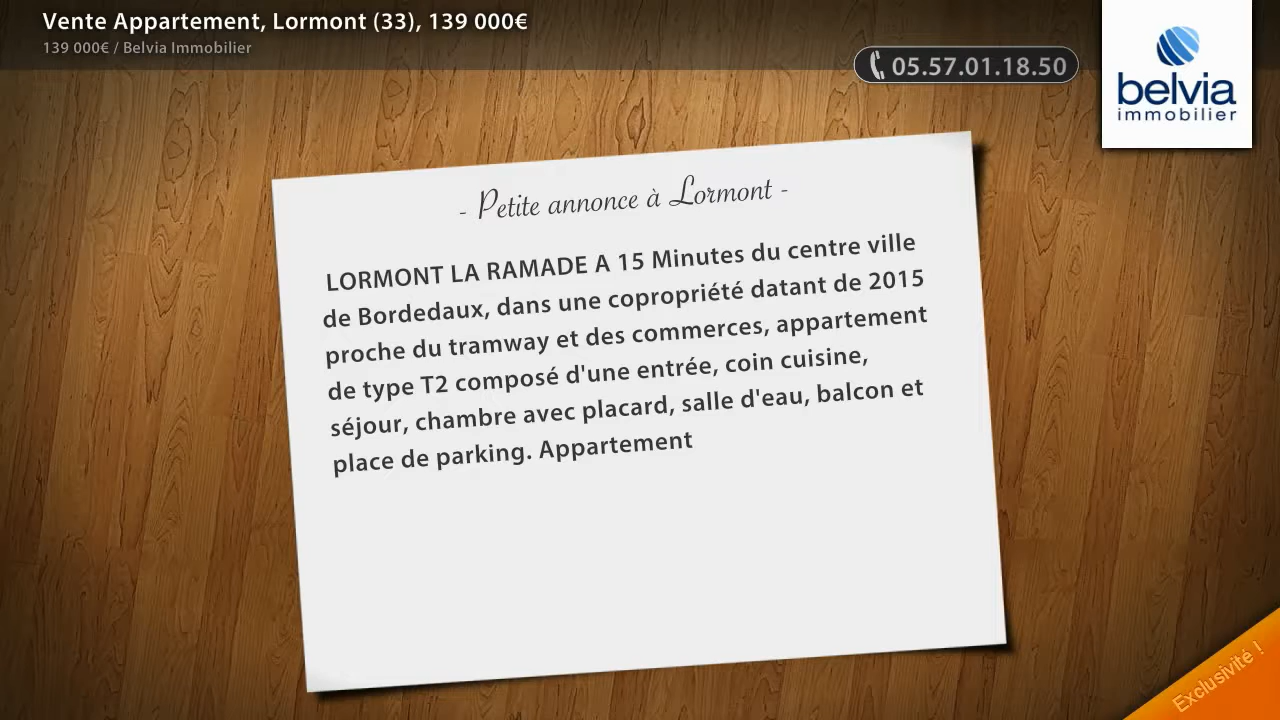 Vente Appartement, Lormont (33), 139 000€
139 000€ / Belvia Immobilier
05.57.01.18.50
belvia
immobilier
- Petite annonce à Lormont -
LORMONT LA RAMADE A 15 Minutes du centre ville
de Bordedaux, dans une copropriété datant de 2015
proche du tramway et des commerces, appartement
de type T2 composé d'une entrée, coin cuisine,
séjour, chambre avec placard, salle d'eau, balcon et
place de parking. Appartement
Exclusivité !